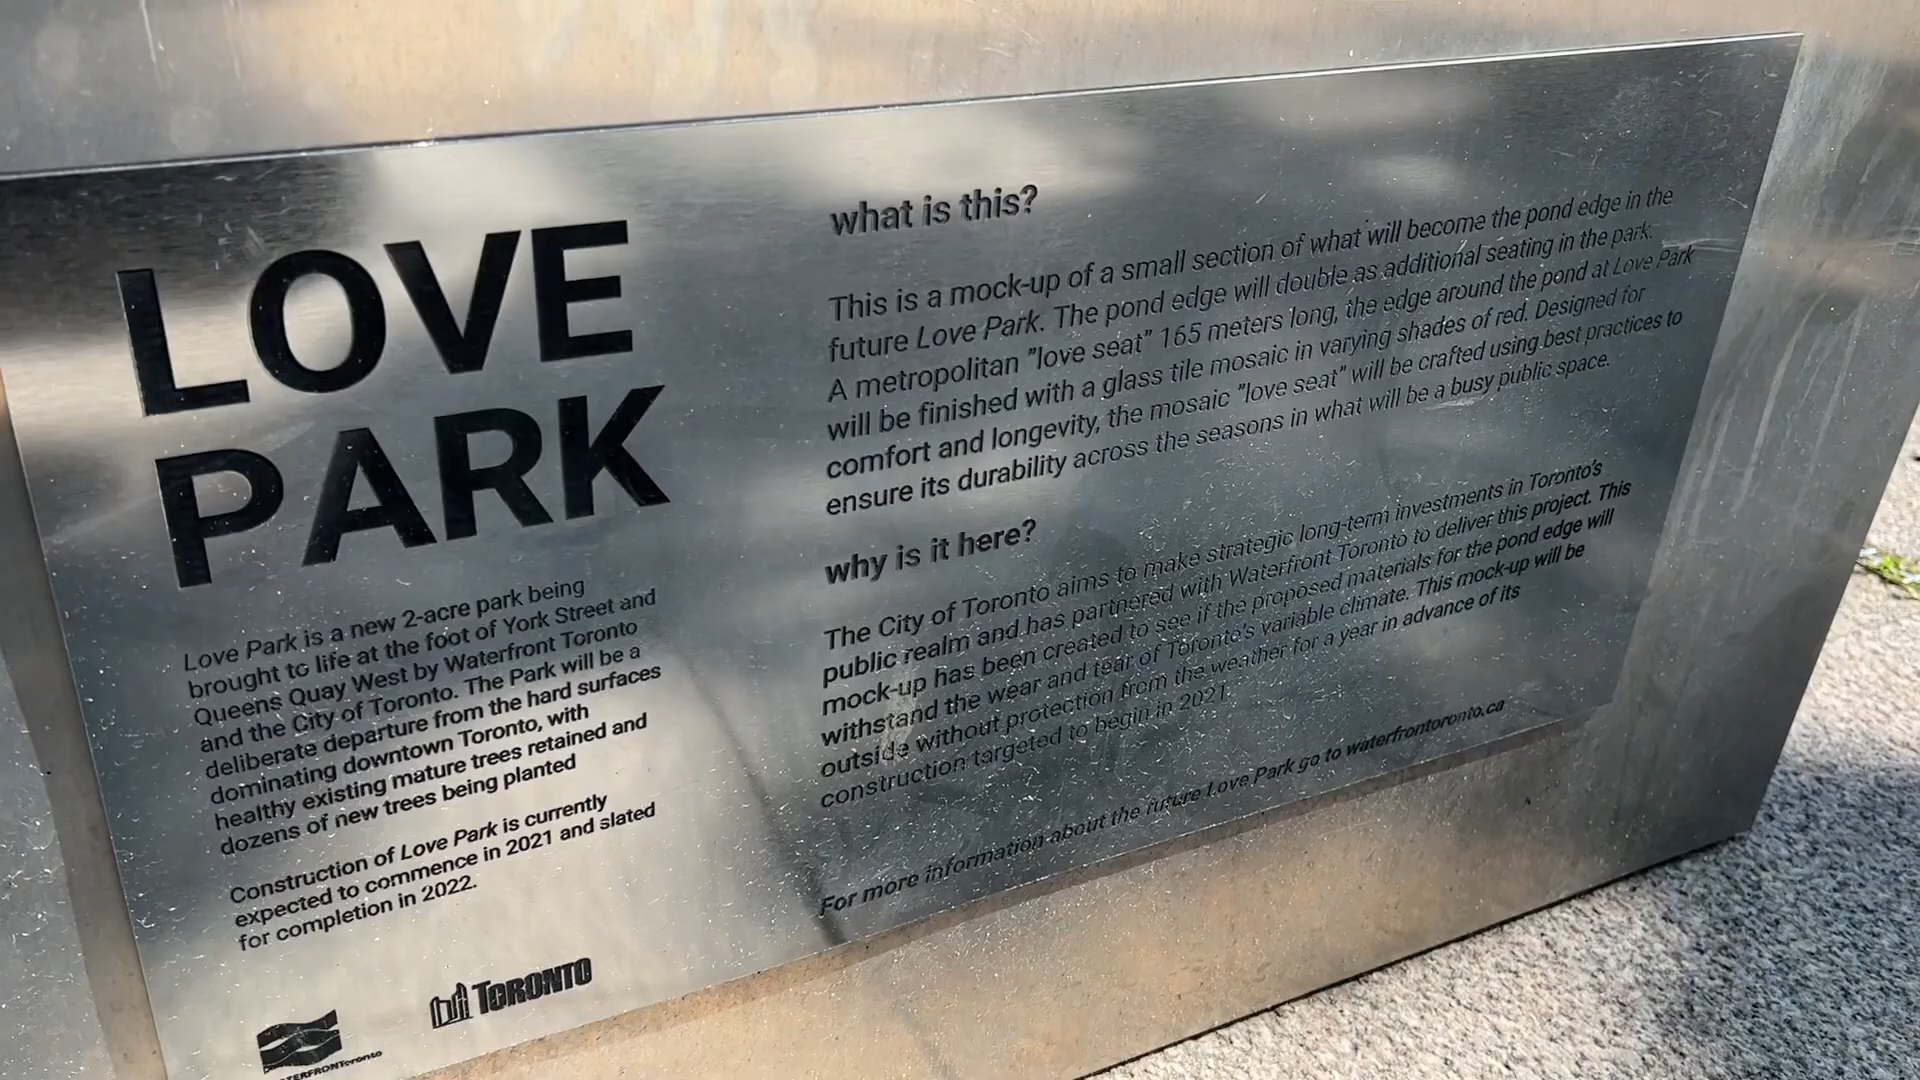 LOVE
PARK
Love Park is a new 2-acre park being
brought to life at the foot of York Street and
Queens Quay West by Waterfront Toronto
and the City of Toronto. The Park will be a
deliberate departure from the hard surfaces
dominating downtown Toronto, with
healthy existing mature trees retained and
dozens of new trees being planted
Construction of Love Park is currently
expected to commence in 2021 and slated
for completion in 2022.
TORONTO
what is this?
This is a mock-up of a small section of what will become the pond edge in the
future Love Park. The pond edge will double as additional seating in the park.
A metropolitan "love seat" 165 meters long, the edge around the pond at Love Park
will be finished with a glass tile mosaic in varying shades of red. Designed for
comfort and longevity, the mosaic "love seat" will be crafted using best practices to
ensure its durability across the seasons in what will be a busy public space.
why is it here?
The City of Toronto aims to make strategic long-term investments in Toronto's
public realm and has partnered with Waterfront Toronto to deliver this project. This
mock-up has been created to see if the proposed materials for the pond edge will
withstand the wear and tear of Toronto's variable climate. This mock-up will be
outside without protection from the weather for a year in advance of its
construction targeted to begin in 2021.
For more information about the future Love Park go to waterfrontoronto.ca